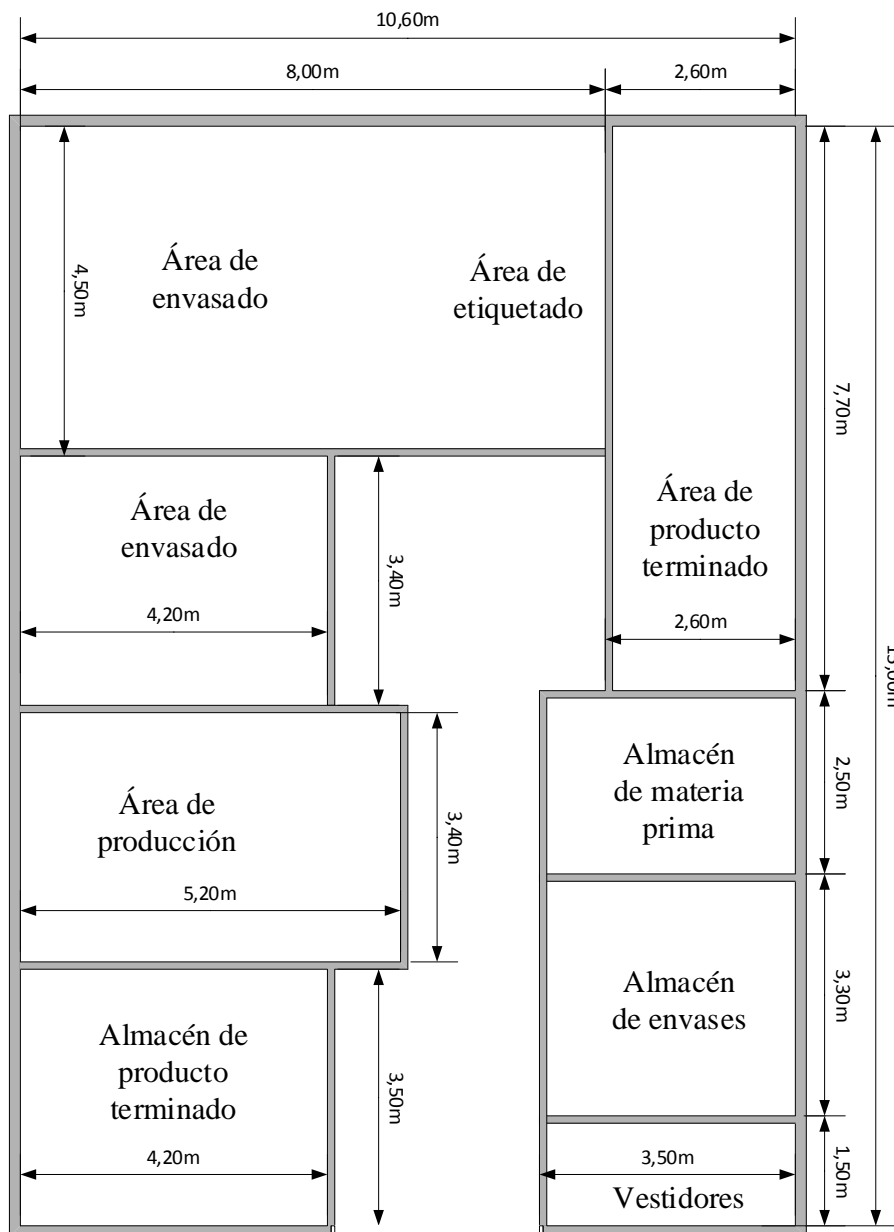 10,60m
8,00m
2,60m
Área de
envasado
Área de
etiquetado
4,50m
7,70m
Área de
envasado
4,20m
3,40m
Área de
producto
terminado
2,60m
Almacén
de materia
prima
2,50m
Área de
producción
5,20m
3,40m
Almacén
de envases
3,30m
Almacén de
producto
terminado
4,20m
3,50m
3,50m
Vestidores
1,50m